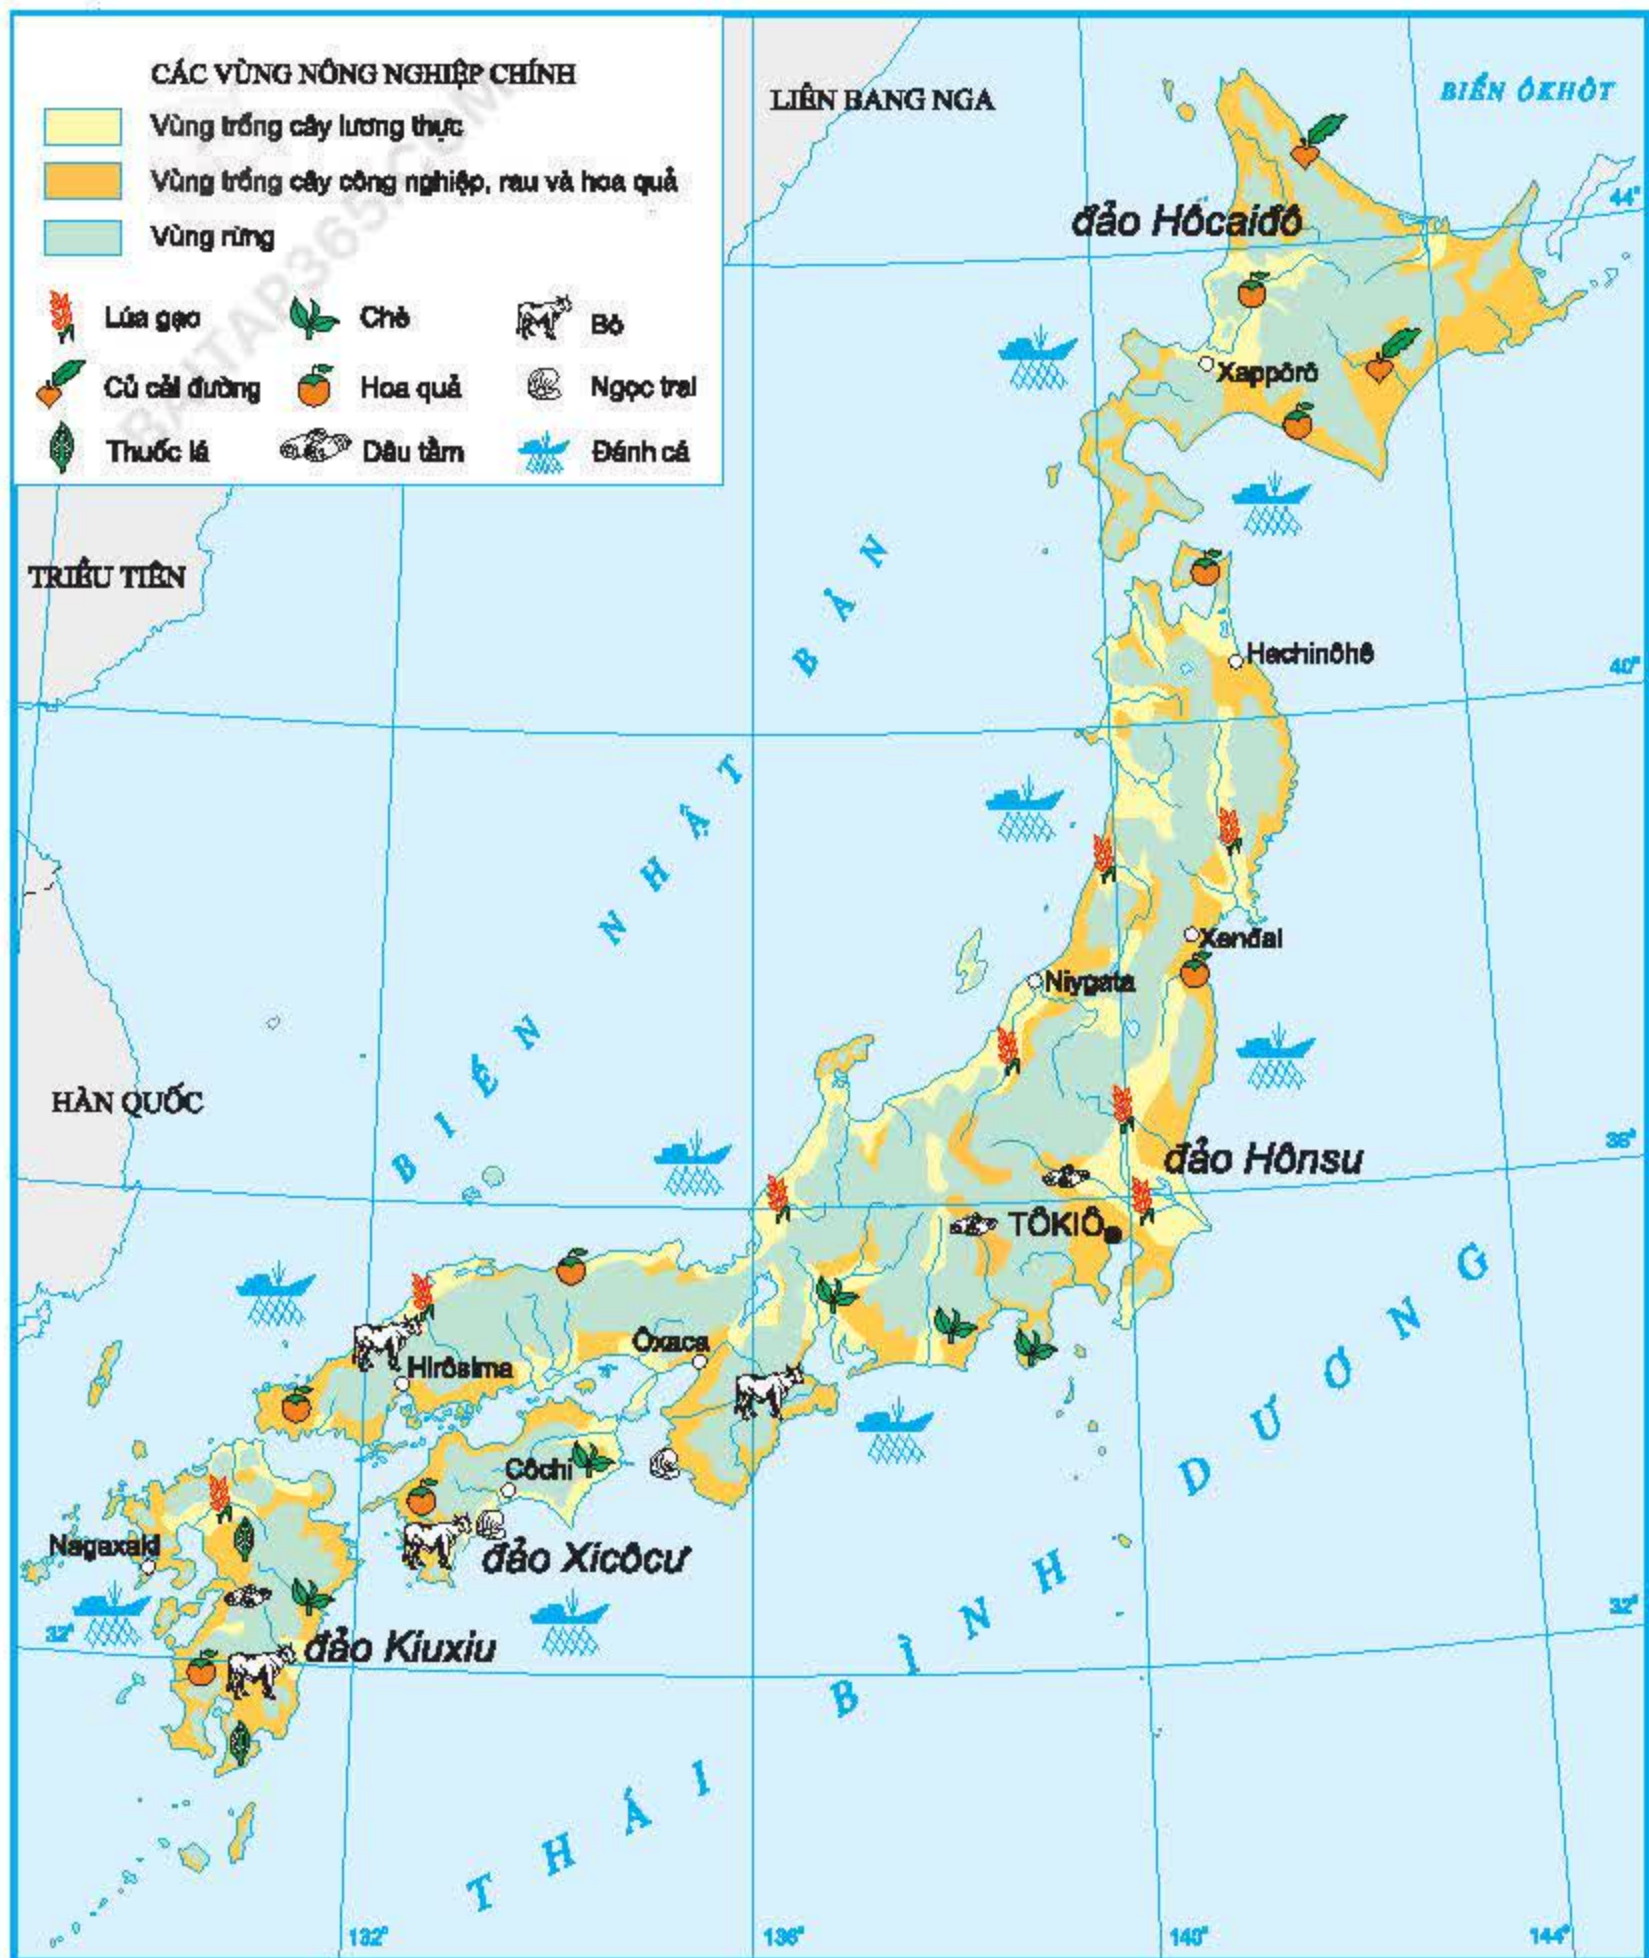 CÁC VÙNG NÔNG NGHIỆP CHÍNH
Vùng trồng cây lương thực
Vùng trồng cây công nghiệp, rau và hoa quả
Vùng rừng
Lúa gạo
Chè
Bò
Củ cải đường
Hoa quả
Ngọc trai
Thuốc lá
Dâu tằm
Đánh cá
BAITAP365.COM
LIÊN BANG NGA
BIỂN ÔKHÔT
44°
đảo Hôcaiđô
Xappôrô
TRIỀU TIÊN
Hachinôhê
40°
BIỂN NHẬT BẢN
Xenđai
Niygata
HÀN QUỐC
36°
đảo Hônsu
TÔKIÔ
Ôxaca
Hirôsima
Côchi
Nagaxaki
đảo Xicôcư
32°
32°
đảo Kiuxiu
THÁI BÌNH DƯƠNG
132°
136°
140°
144°